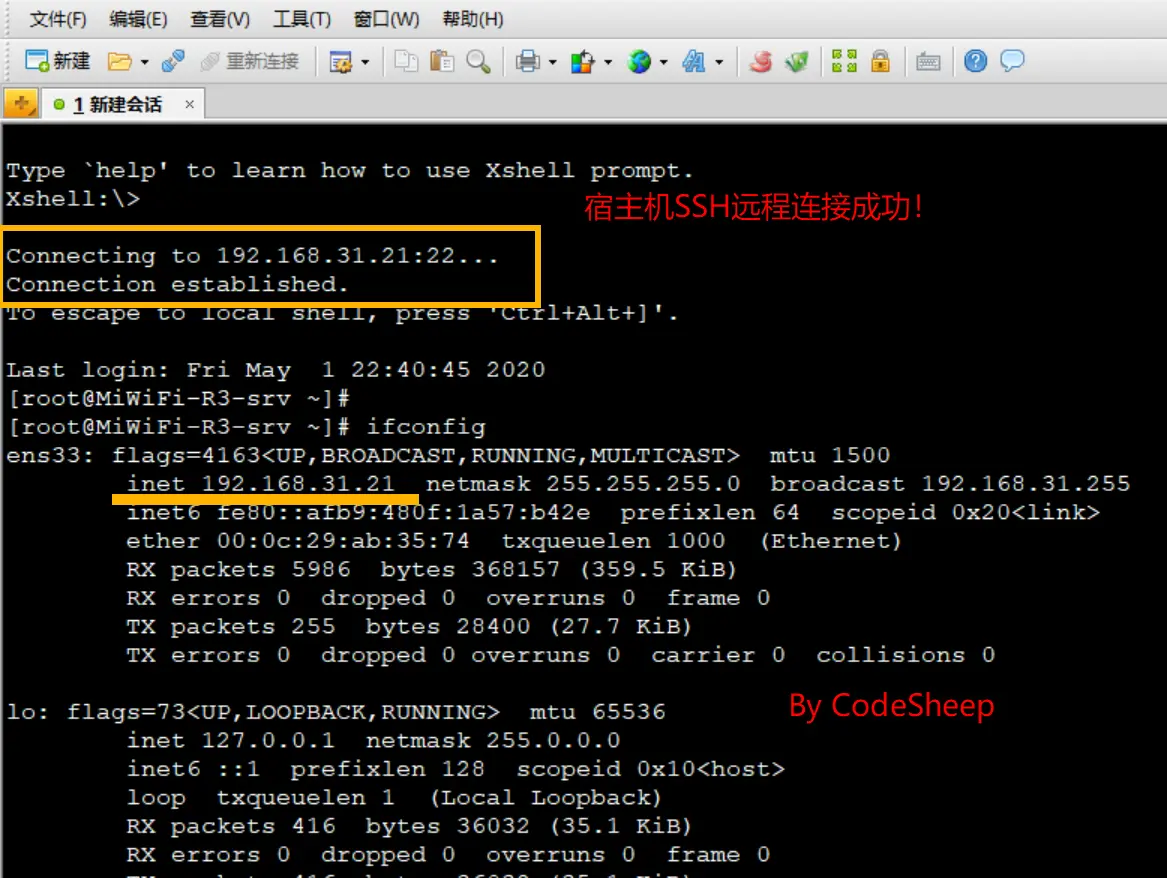 文件(F) 编辑(E) 查看(V) 工具(T) 窗口(W) 帮助(H)
新建 重新连接
1 新建会话 ×
Type `help' to learn how to use Xshell prompt.
Xshell:\>
宿主机SSH远程连接成功！
Connecting to 192.168.31.21:22...
Connection established.
To escape to local shell, press 'Ctrl+Alt+]'.
Last login: Fri May  1 22:40:45 2020
[root@MiWiFi-R3-srv ~]#
[root@MiWiFi-R3-srv ~]# ifconfig
ens33: flags=4163<UP,BROADCAST,RUNNING,MULTICAST>  mtu 1500
inet 192.168.31.21  netmask 255.255.255.0  broadcast 192.168.31.255
inet6 fe80::afb9:480f:1a57:b42e  prefixlen 64  scopeid 0x20<link>
ether 00:0c:29:ab:35:74  txqueuelen 1000  (Ethernet)
RX packets 5986  bytes 368157 (359.5 KiB)
RX errors 0  dropped 0  overruns 0  frame 0
TX packets 255  bytes 28400 (27.7 KiB)
TX errors 0  dropped 0 overruns 0  carrier 0  collisions 0
lo: flags=73<UP,LOOPBACK,RUNNING>  mtu 65536
By CodeSheep
inet 127.0.0.1  netmask 255.0.0.0
inet6 ::1  prefixlen 128  scopeid 0x10<host>
loop  txqueuelen 1  (Local Loopback)
RX packets 416  bytes 36032 (35.1 KiB)
RX errors 0  dropped 0  overruns 0  frame 0